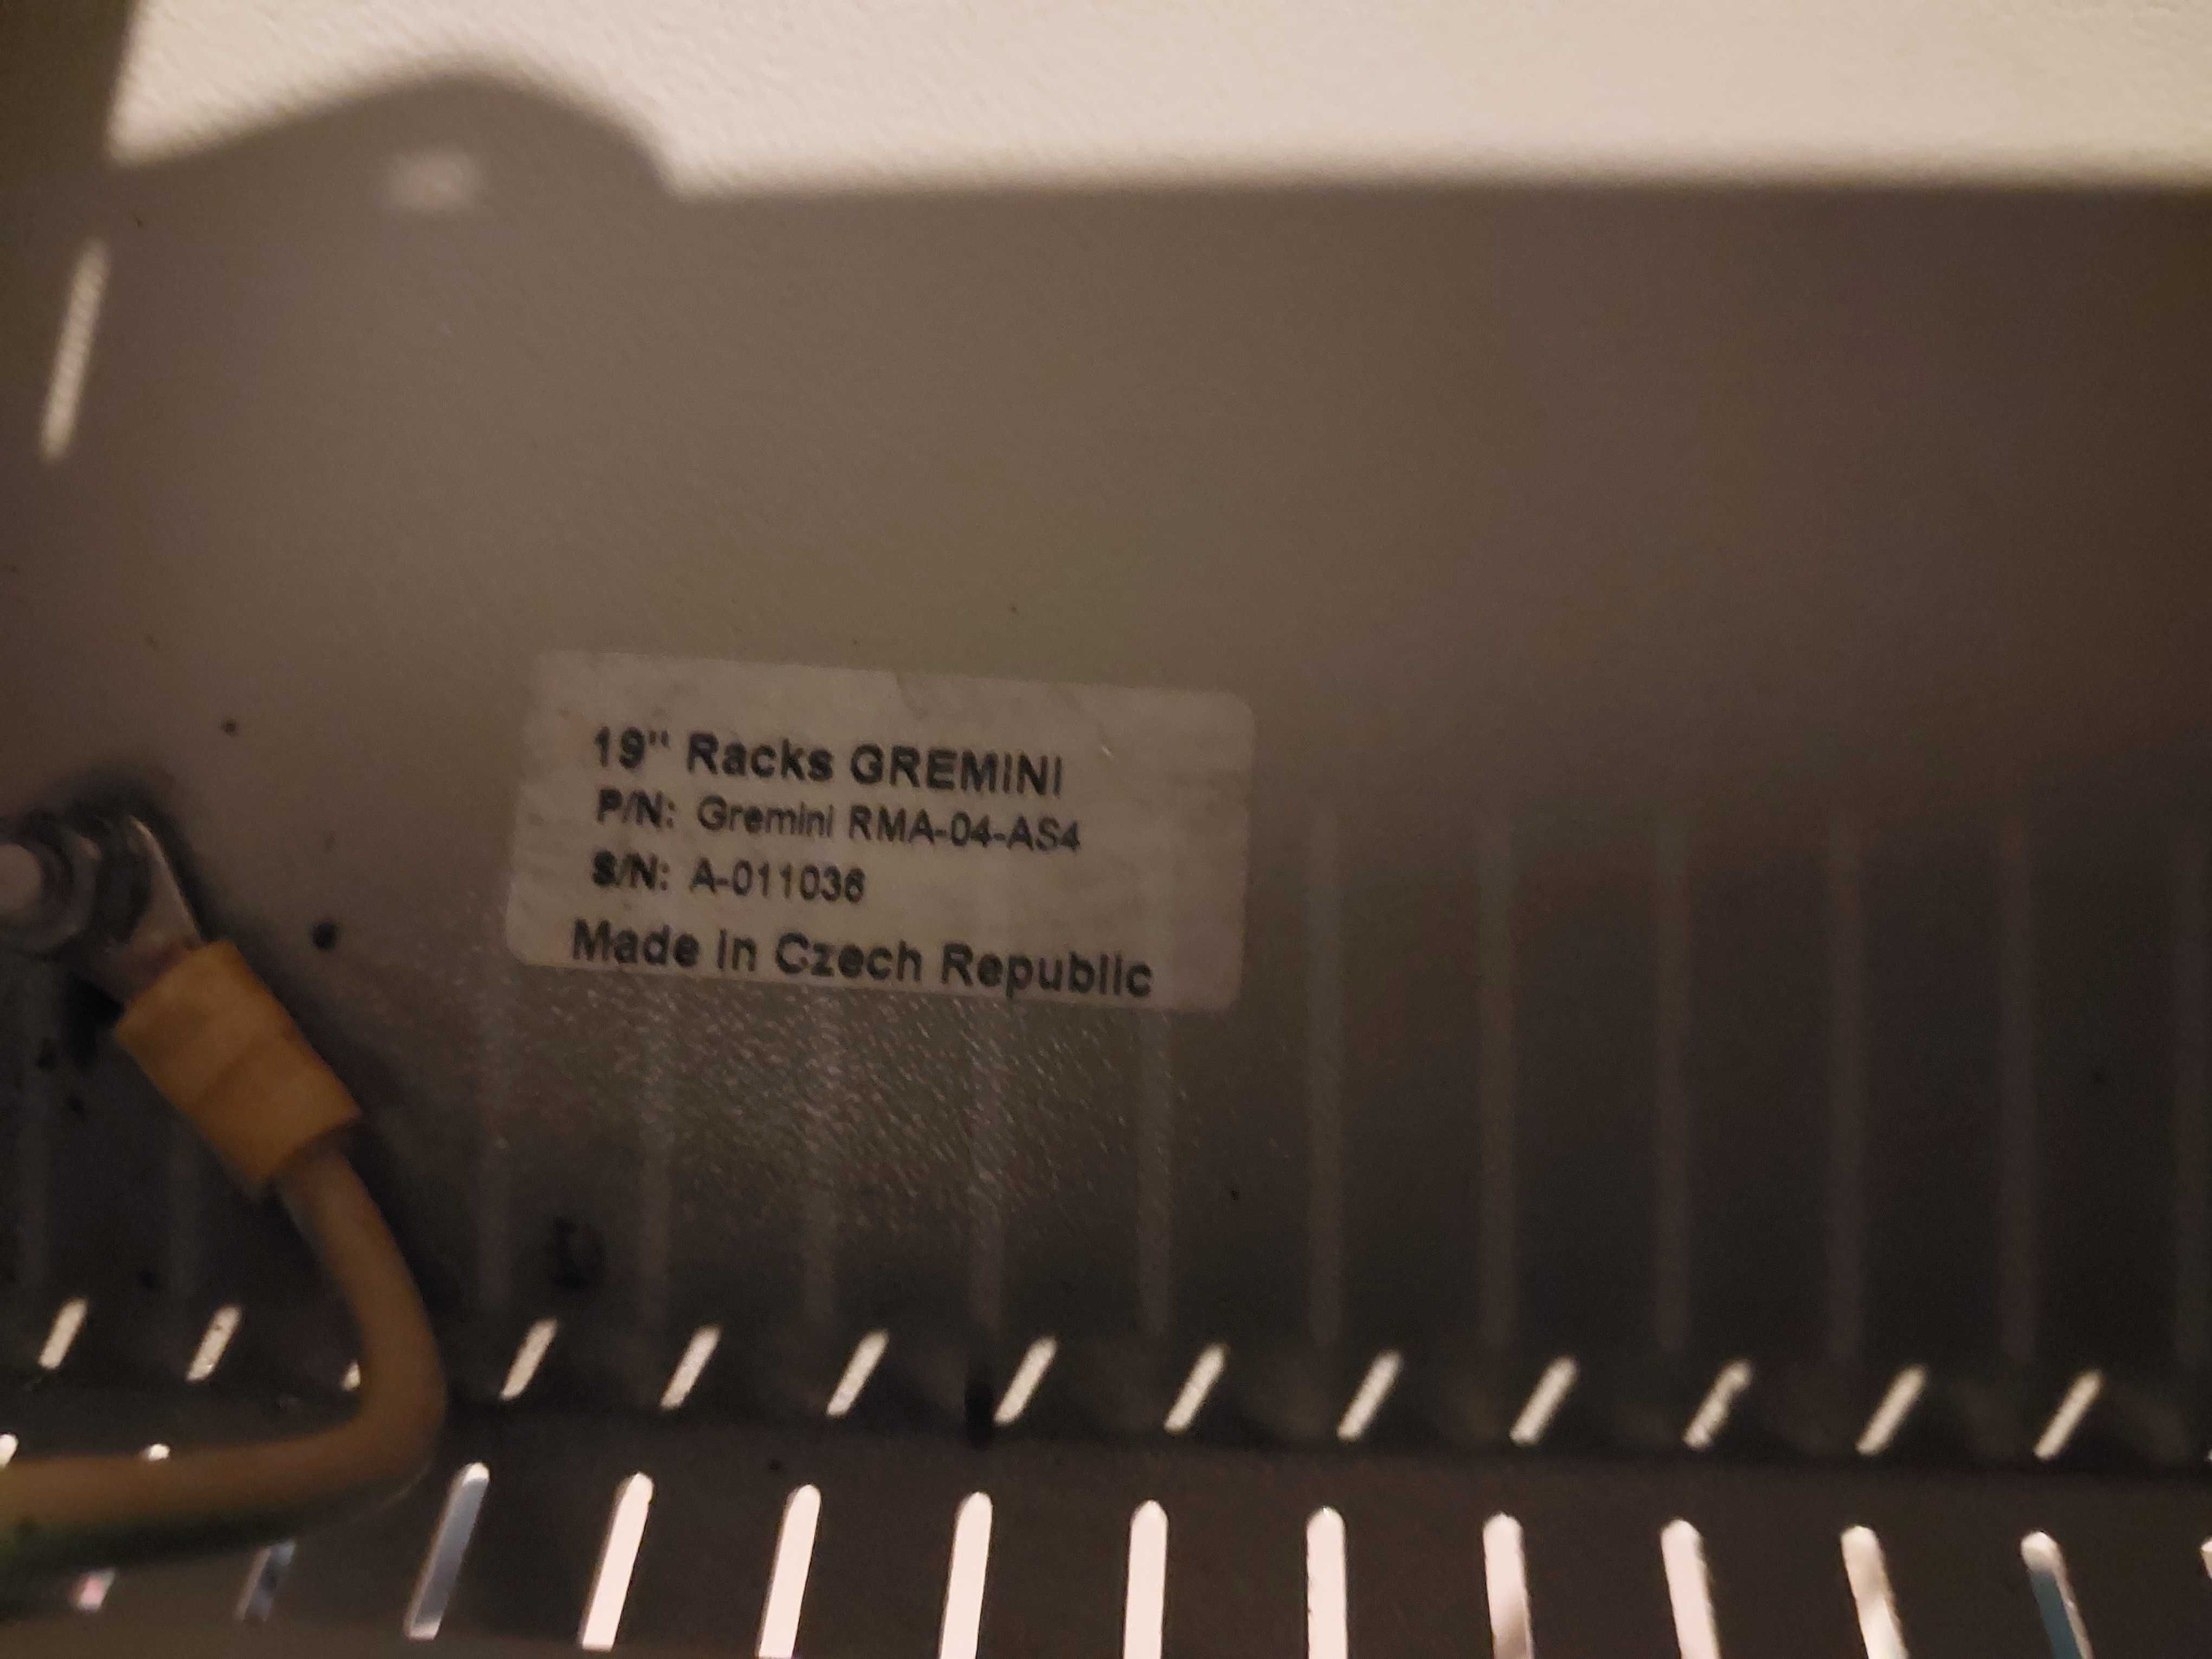 19" Racks GREMINI
P/N: Gremini RMA-04-AS4
S/N: A-011036
Made in Czech Republic